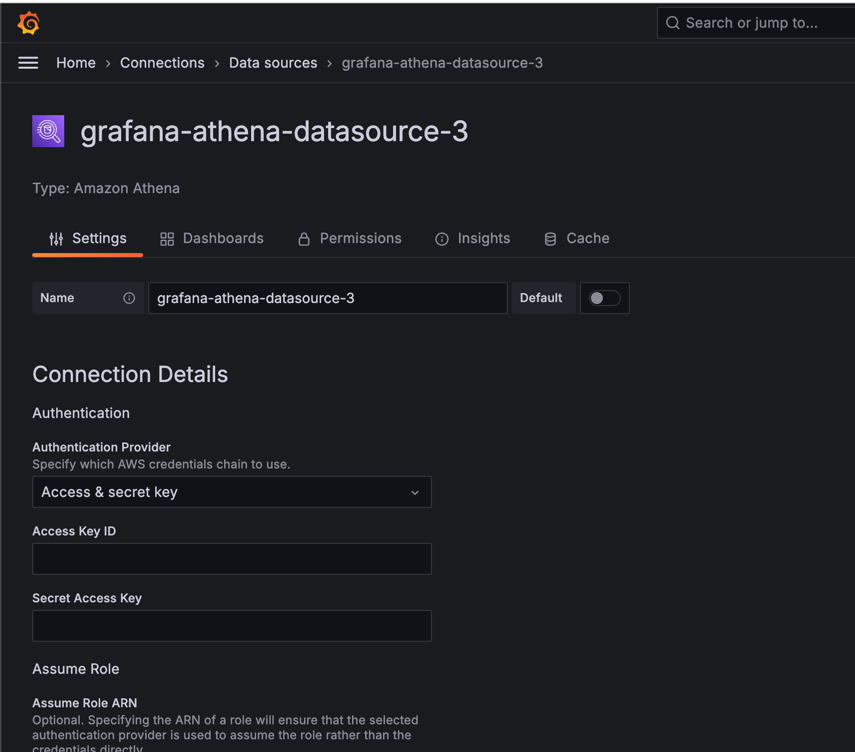 Search or jump to...
Home › Connections › Data sources › grafana-athena-datasource-3
grafana-athena-datasource-3
Type: Amazon Athena
Settings Dashboards Permissions Insights Cache
Name grafana-athena-datasource-3 Default
Connection Details
Authentication
Authentication Provider
Specify which AWS credentials chain to use.
Access & secret key
Access Key ID
Secret Access Key
Assume Role
Assume Role ARN
Optional. Specifying the ARN of a role will ensure that the selected
authentication provider is used to assume the role rather than the
credentials directly.